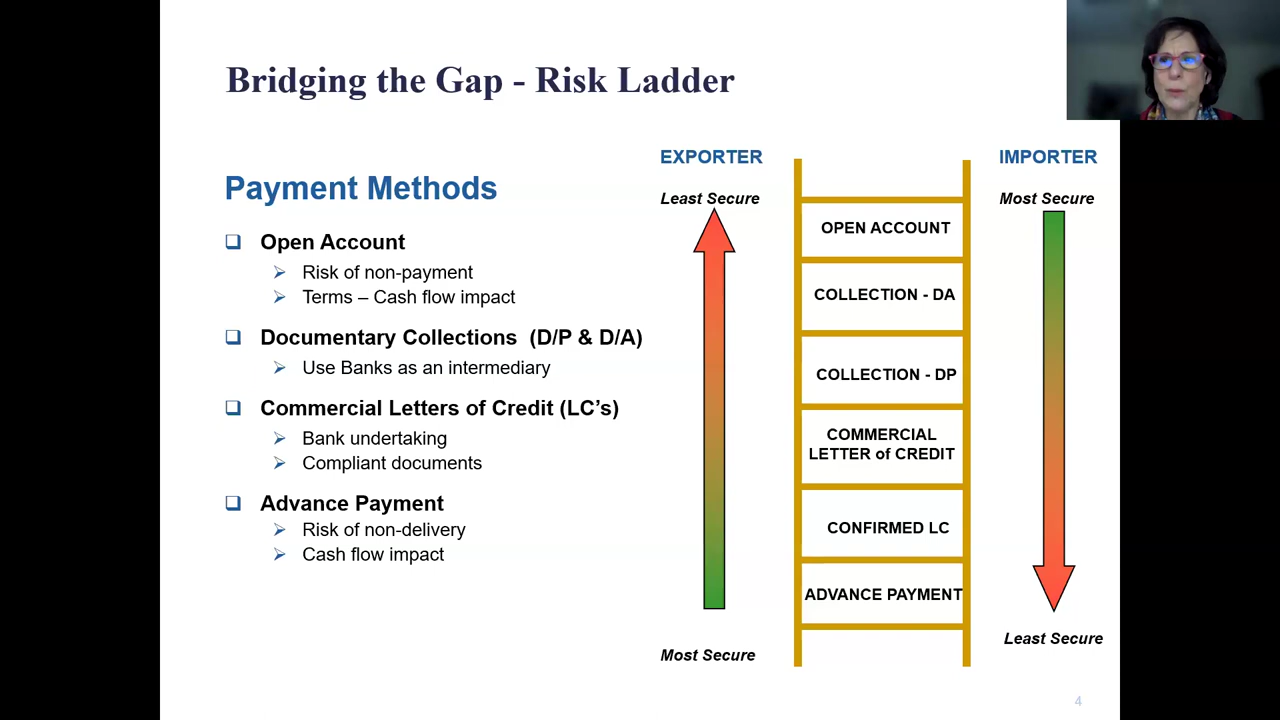 Bridging the Gap - Risk Ladder
Payment Methods
❑ Open Account
➢ Risk of non-payment
➢ Terms – Cash flow impact
❑ Documentary Collections (D/P & D/A)
➢ Use Banks as an intermediary
❑ Commercial Letters of Credit (LC’s)
➢ Bank undertaking
➢ Compliant documents
❑ Advance Payment
➢ Risk of non-delivery
➢ Cash flow impact
EXPORTER
Least Secure
Most Secure
OPEN ACCOUNT
COLLECTION - DA
COLLECTION - DP
COMMERCIAL
LETTER of CREDIT
CONFIRMED LC
ADVANCE PAYMENT
IMPORTER
Most Secure
Least Secure
4